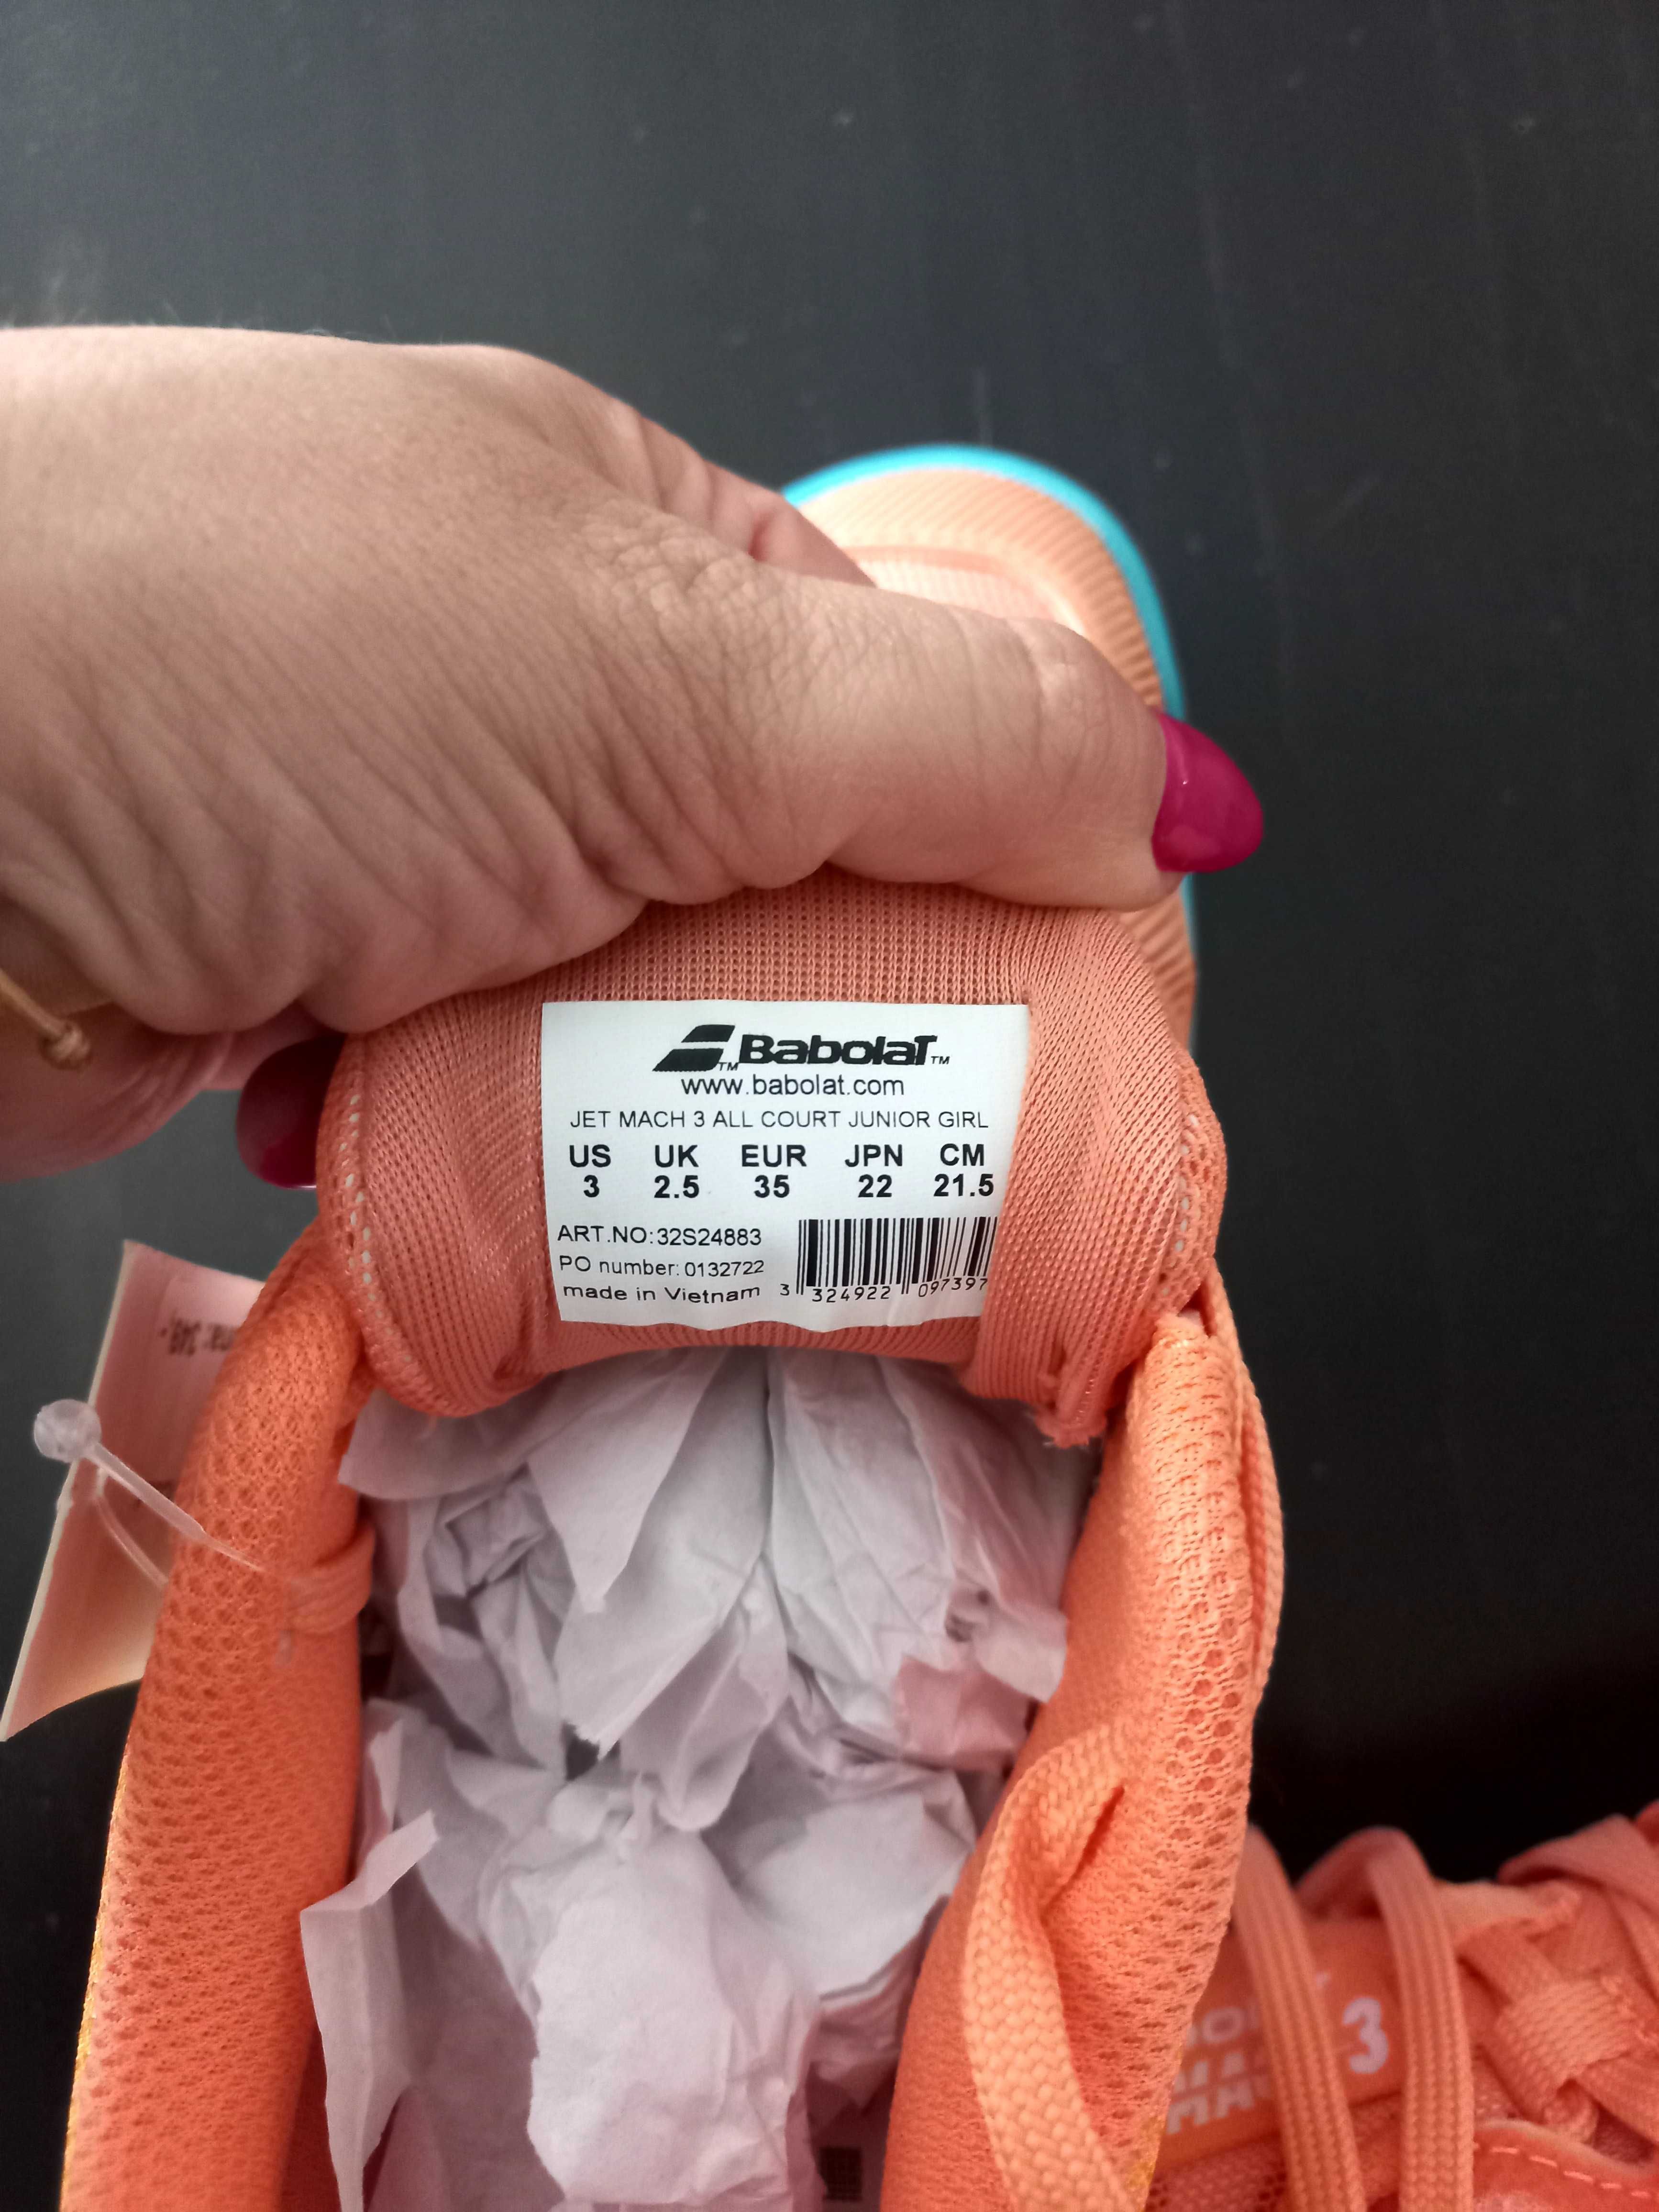 BabolaT™
www.babolat.com
JET MACH 3 ALL COURT JUNIOR GIRL
US UK EUR JPN CM
3 2.5 35 22 21.5
ART.NO:32S24883
PO number:0132722
made in Vietnam
3 324922 097397
3